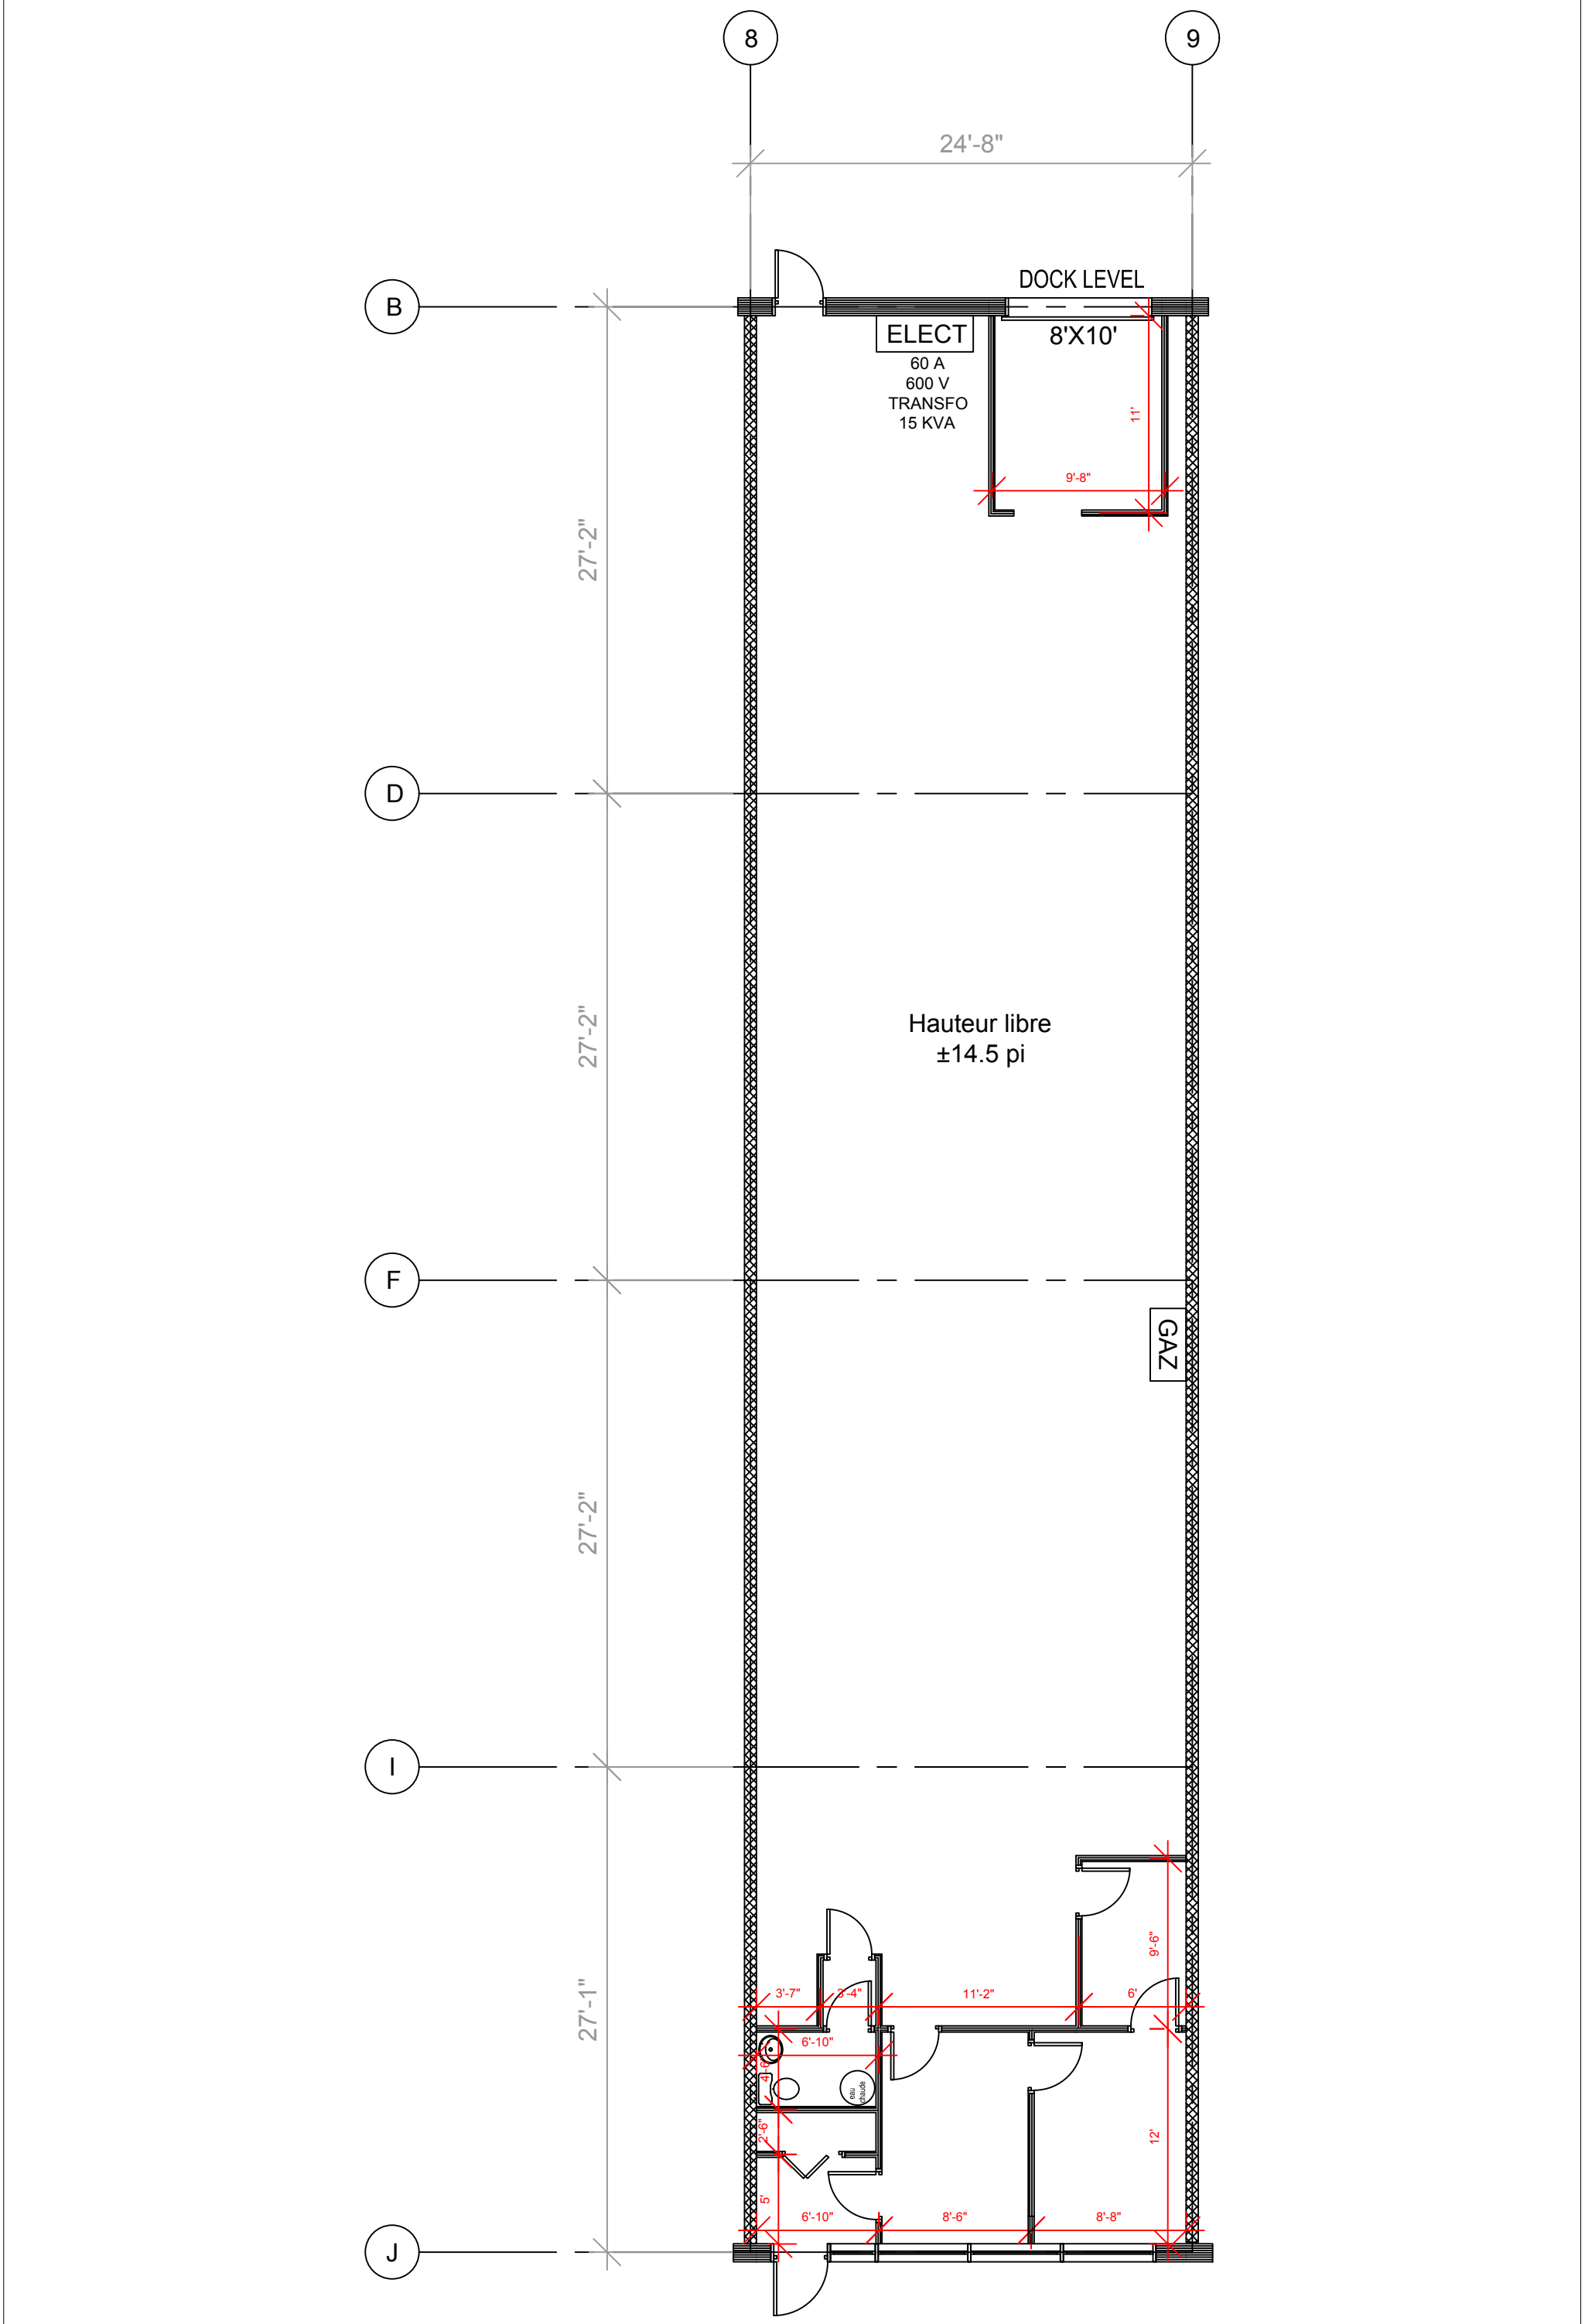 8
9
24'-8"
B
DOCK LEVEL
ELECT
8'X10'
60 A
600 V
TRANSFO
15 KVA
11'
9'-8"
27'-2"
D
27'-2"
Hauteur libre
±14.5 pi
F
GAZ
27'-2"
I
27'-1"
9'-6"
3'-7"
3'-4"
11'-2"
6'
6'-10"
4'-6"
eau
chaude
2'-6"
12'
5'
6'-10"
8'-6"
8'-8"
J